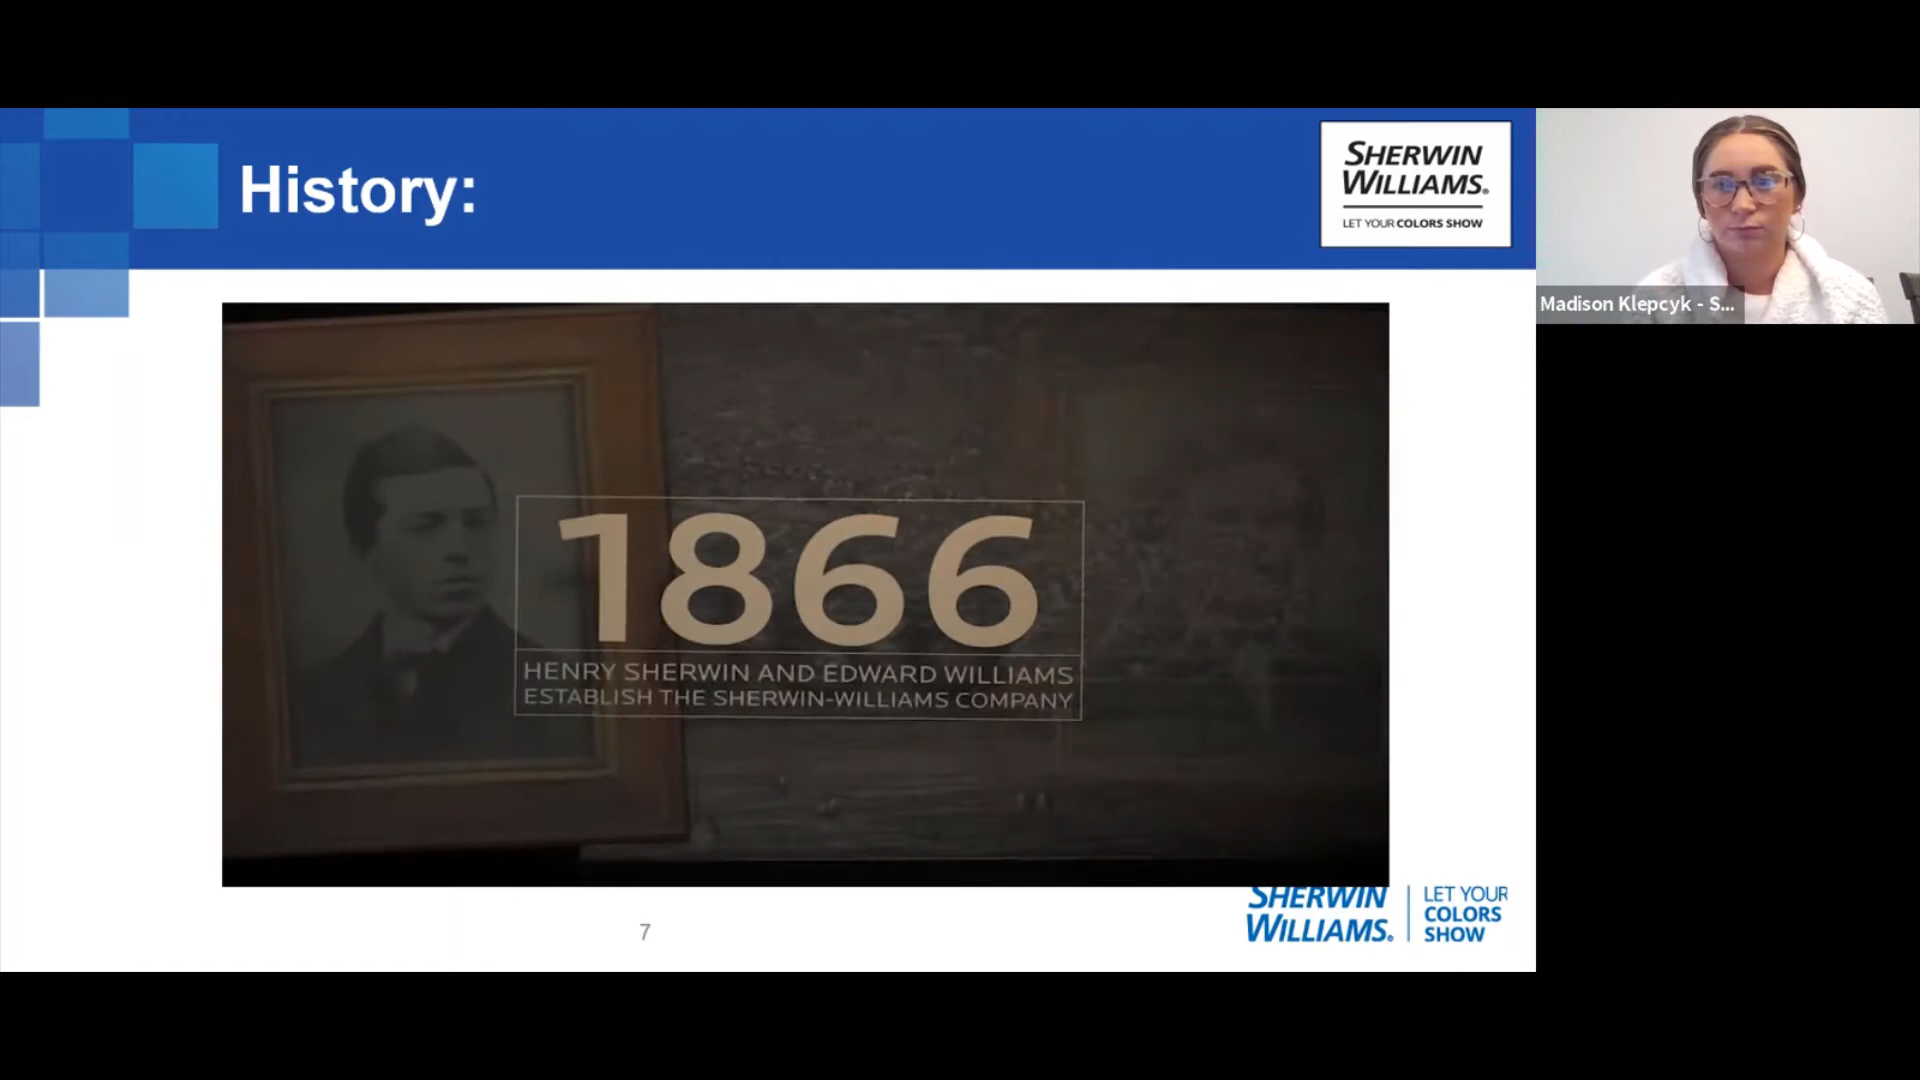 History:
SHERWIN
WILLIAMS®
LET YOUR COLORS SHOW
Madison Klepcyk - S...
1866
HENRY SHERWIN AND EDWARD WILLIAMS
ESTABLISH THE SHERWIN-WILLIAMS COMPANY
7
SHERWIN
WILLIAMS®
LET YOUR
COLORS
SHOW